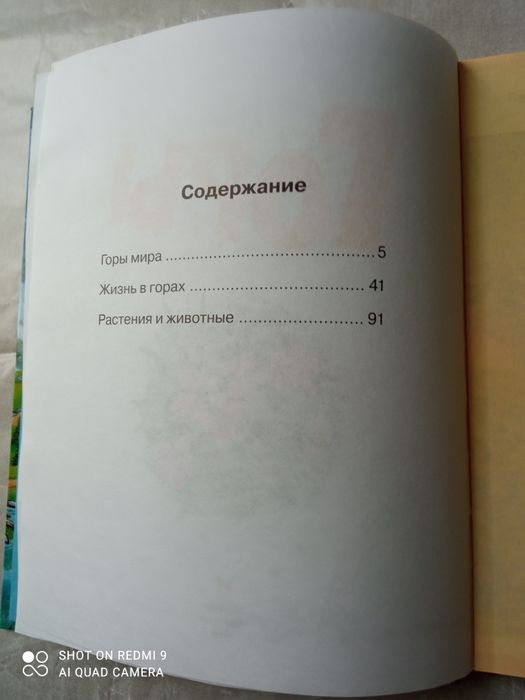 Содержание
Горы мира ................................................. 5
Жизнь в горах ........................................ 41
Растения и животные ............................ 91
SHOT ON REDMI 9
AI QUAD CAMERA